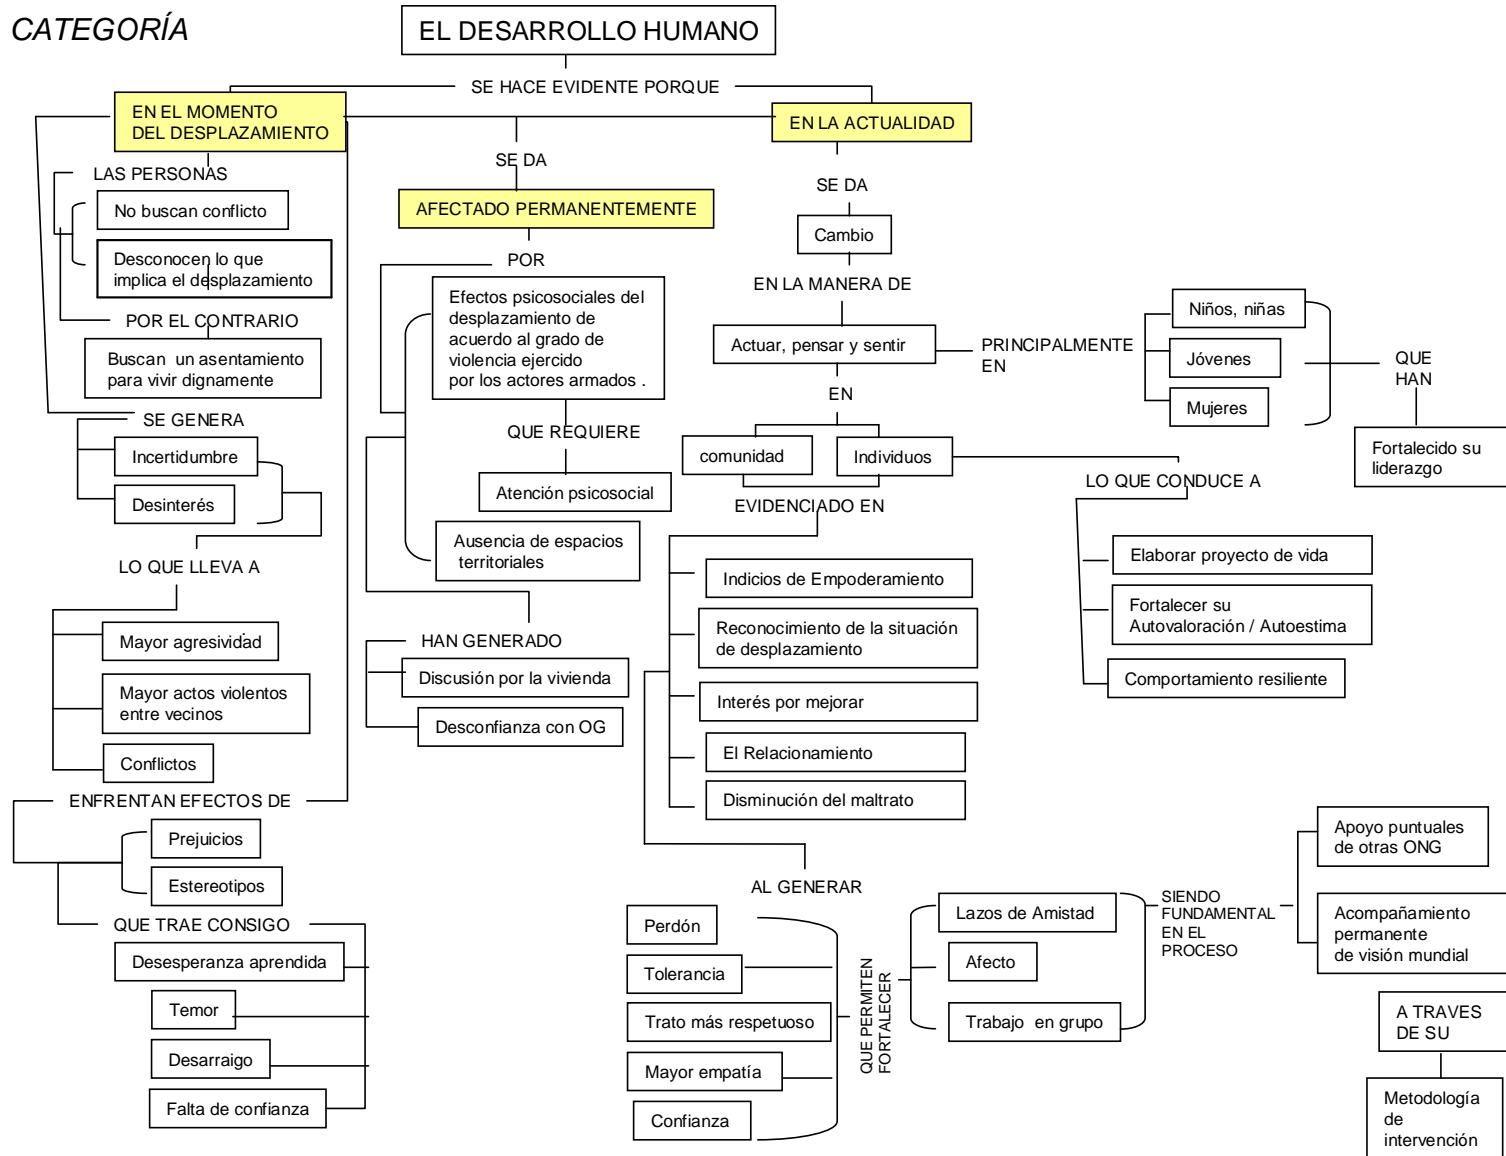 CATEGORÍA
EL DESARROLLO HUMANO
SE HACE EVIDENTE PORQUE
EN EL MOMENTO
DEL DESPLAZAMIENTO
LAS PERSONAS
No buscan conflicto
Desconocen lo que
implica el desplazamiento
POR EL CONTRARIO
Buscan un asentamiento
para vivir dignamente
SE GENERA
Incertidumbre
Desinterés
LO QUE LLEVA A
Mayor agresividad
Mayor actos violentos
entre vecinos
Conflictos
ENFRENTAN EFECTOS DE
Prejuicios
Estereotipos
QUE TRAE CONSIGO
Desesperanza aprendida
Temor
Desarraigo
Falta de confianza
SE DA
AFECTADO PERMANENTEMENTE
POR
Efectos psicosociales del
desplazamiento de
acuerdo al grado de
violencia ejercido
por los actores armados .
QUE REQUIERE
Atención psicosocial
Ausencia de espacios
territoriales
HAN GENERADO
Discusión por la vivienda
Desconfianza con OG
EN LA ACTUALIDAD
SE DA
Cambio
EN LA MANERA DE
Actuar, pensar y sentir
PRINCIPALMENTE
EN
Niños, niñas
Jóvenes
Mujeres
QUE
HAN
Fortalecido su
liderazgo
EN
comunidad
Individuos
LO QUE CONDUCE A
Elaborar proyecto de vida
Fortalecer su
Autovaloración / Autoestima
Comportamiento resiliente
EVIDENCIADO EN
Indicios de Empoderamiento
Reconocimiento de la situación
de desplazamiento
Interés por mejorar
El Relacionamiento
Disminución del maltrato
AL GENERAR
Perdón
Tolerancia
Trato más respetuoso
Mayor empatía
Confianza
QUE PERMITEN
FORTALECER
Lazos de Amistad
Afecto
Trabajo en grupo
SIENDO
FUNDAMENTAL
EN EL
PROCESO
Apoyo puntuales
de otras ONG
Acompañamiento
permanente
de visión mundial
A TRAVES
DE SU
Metodología
de
intervención